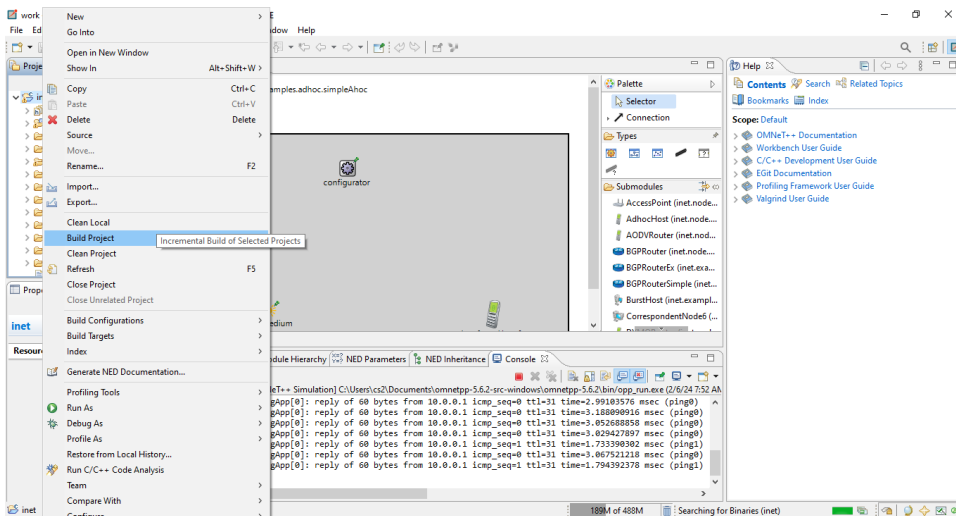 work
E
File Ed
dow Help
New
Go Into
Open in New Window
Show In Alt+Shift+W >
Copy Ctrl+C
Paste Ctrl+V
Delete Delete
Source
Move...
Rename... F2
Import...
Export...
Clean Local
Build Project
Incremental Build of Selected Projects
Clean Project
Refresh F5
Close Project
Close Unrelated Project
Build Configurations
Build Targets
Index
Generate NED Documentation...
Profiling Tools
Run As
Debug As
Profile As
Restore from Local History...
Run C/C++ Code Analysis
Team
Compare With
Configure
Proje
in
Prope
inet
Resour
amples.adhoc.simpleAhoc
configurator
edium
Palette
Selector
Connection
Types
Submodules
AccessPoint (inet.node...
AdhocHost (inet.node....
AODVRouter (inet.nod...
BGPRouter (inet.node....
BGPRouterEx (inet.exa...
BGPRouterSimple (inet...
BurstHost (inet.exampl...
CorrespondentNode6 (...
Help
Contents Search Related Topics
Bookmarks Index
Scope: Default
OMNeT++ Documentation
Workbench User Guide
C/C++ Development User Guide
EGit Documentation
Profiling Framework User Guide
Valgrind User Guide
dule Hierarchy NED Parameters NED Inheritance Console
eT++ Simulation] C:\Users\cs2\Documents\omnetpp-5.6.2-src-windows\omnetpp-5.6.2\bin/opp_run.exe (2/6/24 7:52 AM
gApp[0]: reply of 60 bytes from 10.0.0.1 icmp_seq=0 ttl=31 time=2.99103576 msec (ping0)
gApp[0]: reply of 60 bytes from 10.0.0.1 icmp_seq=0 ttl=31 time=3.188090916 msec (ping0)
gApp[0]: reply of 60 bytes from 10.0.0.1 icmp_seq=0 ttl=31 time=3.052688858 msec (ping0)
gApp[0]: reply of 60 bytes from 10.0.0.1 icmp_seq=0 ttl=31 time=3.029427897 msec (ping0)
gApp[0]: reply of 60 bytes from 10.0.0.1 icmp_seq=1 ttl=31 time=1.733390302 msec (ping1)
gApp[0]: reply of 60 bytes from 10.0.0.1 icmp_seq=0 ttl=31 time=3.067521218 msec (ping0)
gApp[0]: reply of 60 bytes from 10.0.0.1 icmp_seq=1 ttl=31 time=1.794392378 msec (ping1)
inet
189M of 488M
Searching for Binaries (inet)